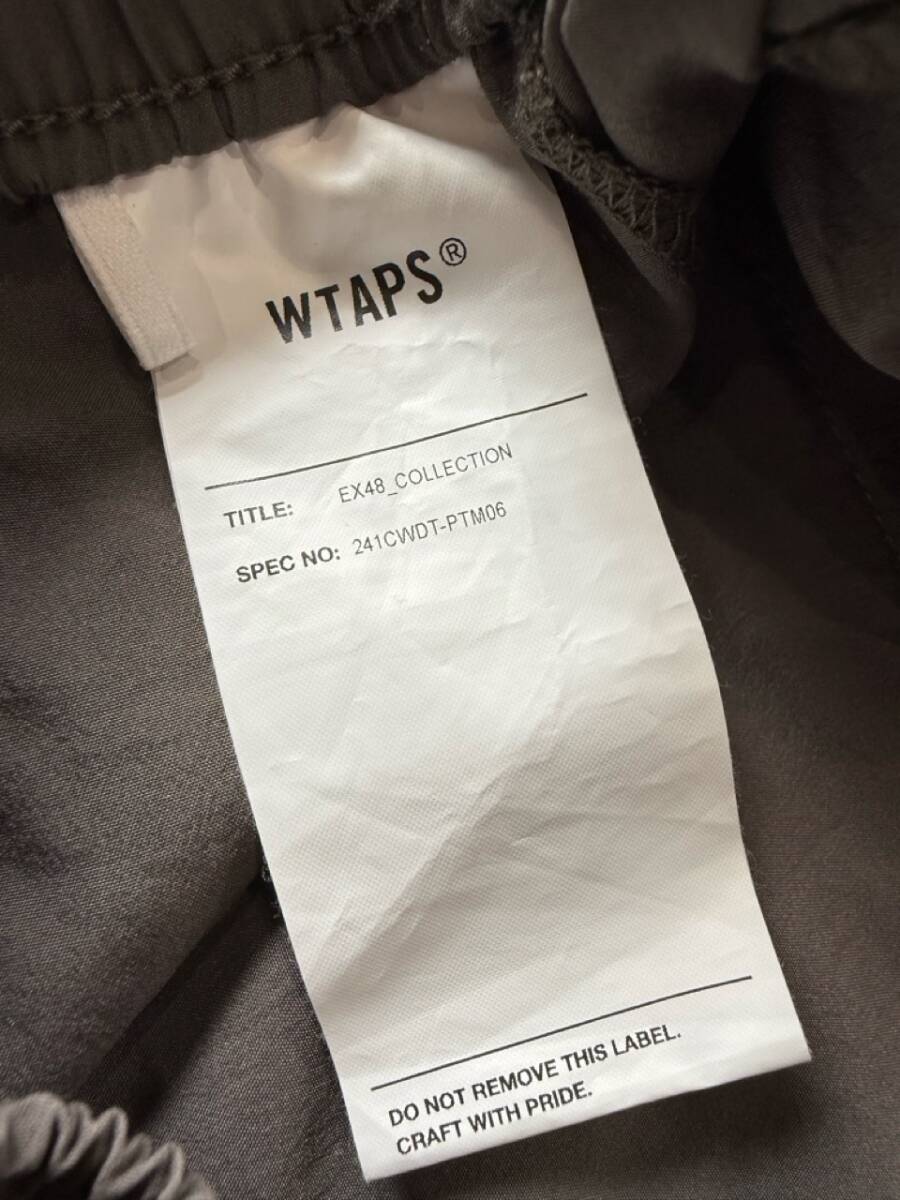 WTAPS®
TITLE: EX48_COLLECTION
SPEC NO: 241CWDT-PTM06
DO NOT REMOVE THIS LABEL.
CRAFT WITH PRIDE.